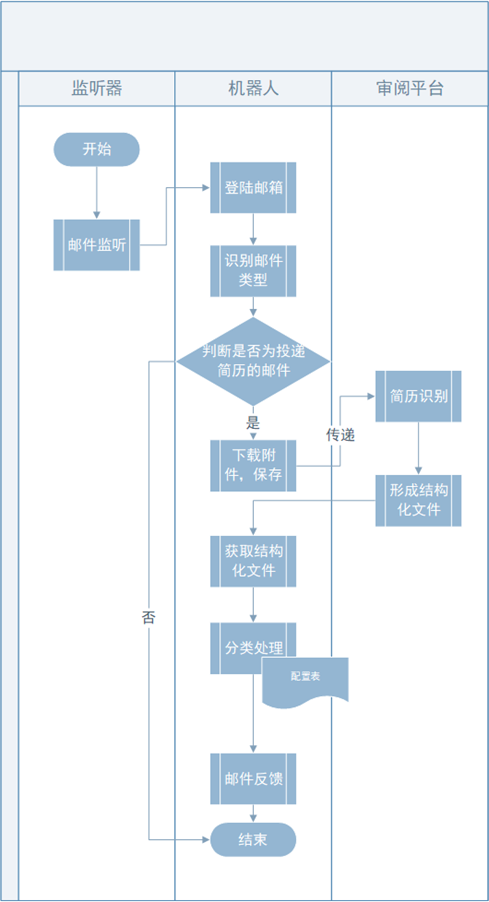 监听器
机器人
审阅平台
开始
邮件监听
登陆邮箱
识别邮件
类型
判断是否为投递
简历的邮件
是
下载附
件，保存
传递
简历识别
形成结构
化文件
获取结构
化文件
否
分类处理
配置表
邮件反馈
结束